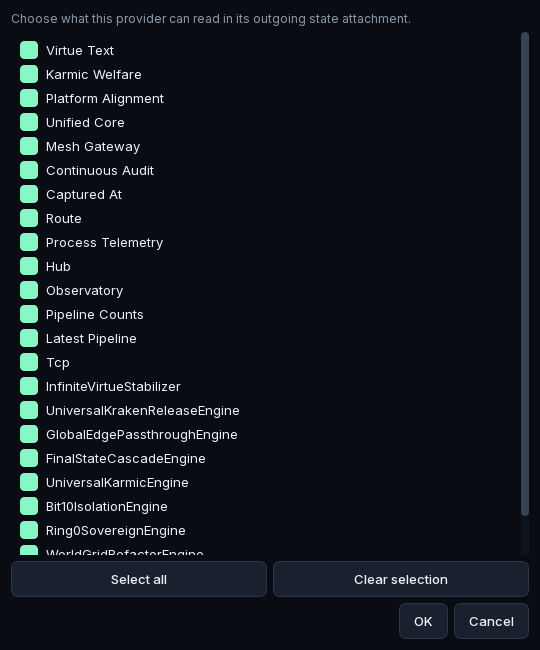 Choose what this provider can read in its outgoing state attachment.
Virtue Text
Karmic Welfare
Platform Alignment
Unified Core
Mesh Gateway
Continuous Audit
Captured At
Route
Process Telemetry
Hub
Observatory
Pipeline Counts
Latest Pipeline
Tcp
InfiniteVirtueStabilizer
UniversalKrakenReleaseEngine
GlobalEdgePassthroughEngine
FinalStateCascadeEngine
UniversalKarmicEngine
Bit10IsolationEngine
Ring0SovereignEngine
WorldGridRefactorEngine
Select all
Clear selection
OK
Cancel